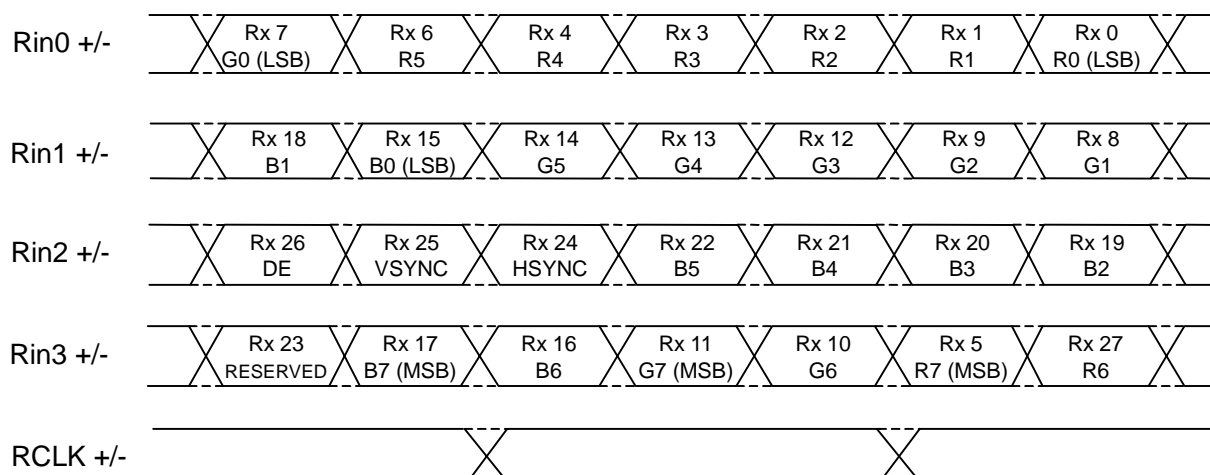 Rin0 +/-
Rx 7 Rx 6 Rx 4 Rx 3 Rx 2 Rx 1 Rx 0
G0 (LSB) R5 R4 R3 R2 R1 R0 (LSB)
Rin1 +/-
Rx 18 Rx 15 Rx 14 Rx 13 Rx 12 Rx 9 Rx 8
B1 B0 (LSB) G5 G4 G3 G2 G1
Rin2 +/-
Rx 26 Rx 25 Rx 24 Rx 22 Rx 21 Rx 20 Rx 19
DE VSYNC HSYNC B5 B4 B3 B2
Rin3 +/-
Rx 23 Rx 17 Rx 16 Rx 11 Rx 10 Rx 5 Rx 27
RESERVED B7 (MSB) B6 G7 (MSB) G6 R7 (MSB) R6
RCLK +/-